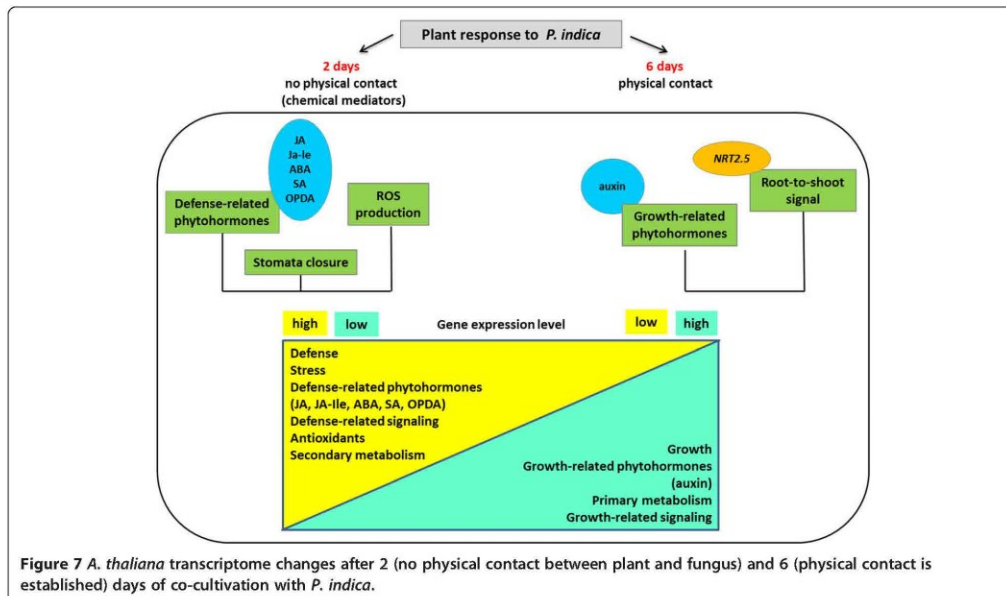 Plant response to P. indica
2 days
no physical contact
(chemical mediators)
6 days
physical contact
JA
Ja-Ie
ABA
SA
OPDA
Defense-related
phytohormones
ROS
production
Stomata closure
auxin
NRT2.5
Growth-related
phytohormones
Root-to-shoot
signal
high low Gene expression level low high
Defense
Stress
Defense-related phytohormones
(JA, JA-Ile, ABA, SA, OPDA)
Defense-related signaling
Antioxidants
Secondary metabolism
Growth
Growth-related phytohormones
(auxin)
Primary metabolism
Growth-related signaling
Figure 7 A. thaliana transcriptome changes after 2 (no physical contact between plant and fungus) and 6 (physical contact is
established) days of co-cultivation with P. indica.